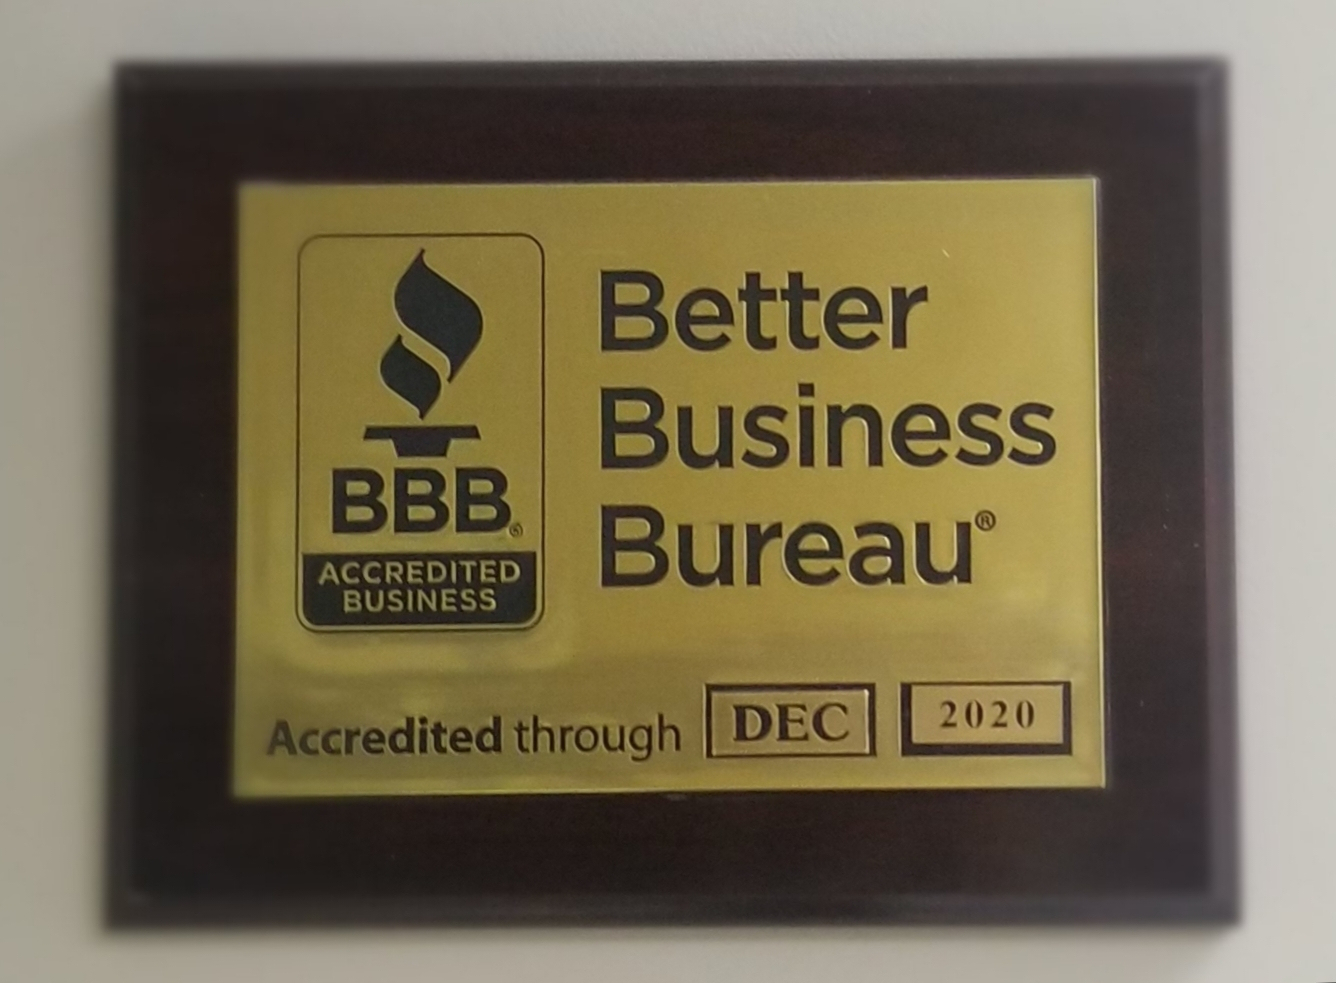 BBB®
ACCREDITED
BUSINESS
Better
Business
Bureau®
Accredited through DEC 2020